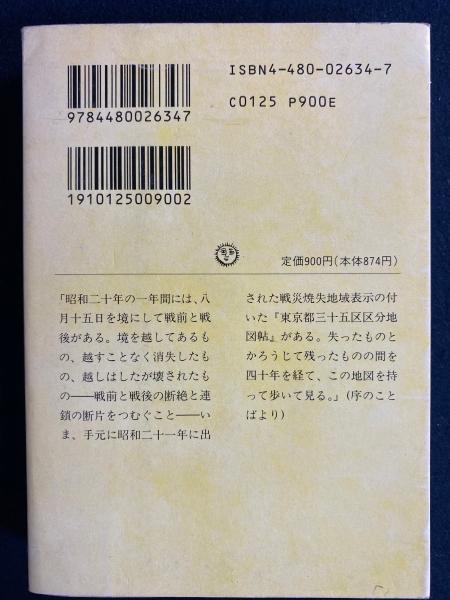 ISBN4-480-02634-7
C0125 P900E
9784480026347
1910125009002
定価900円(本体874円)
「昭和二十年の一年間には、八
月十五日を境にして戦前と戦
後がある。境を越してあるも
の、越すことなく消失したも
の、越しはしたが壊されたも
の――戦前と戦後の断絶と連
鎖の断片をつむぐこと――い
ま、手元に昭和二十一年に出
された戦災焼失地域表示の付
いた『東京都三十五区区分地
図帖』がある。失ったものと
かろうじて残ったものの間を
四十年を経て、この地図を持
って歩いて見る。」(序のこと
ばより)